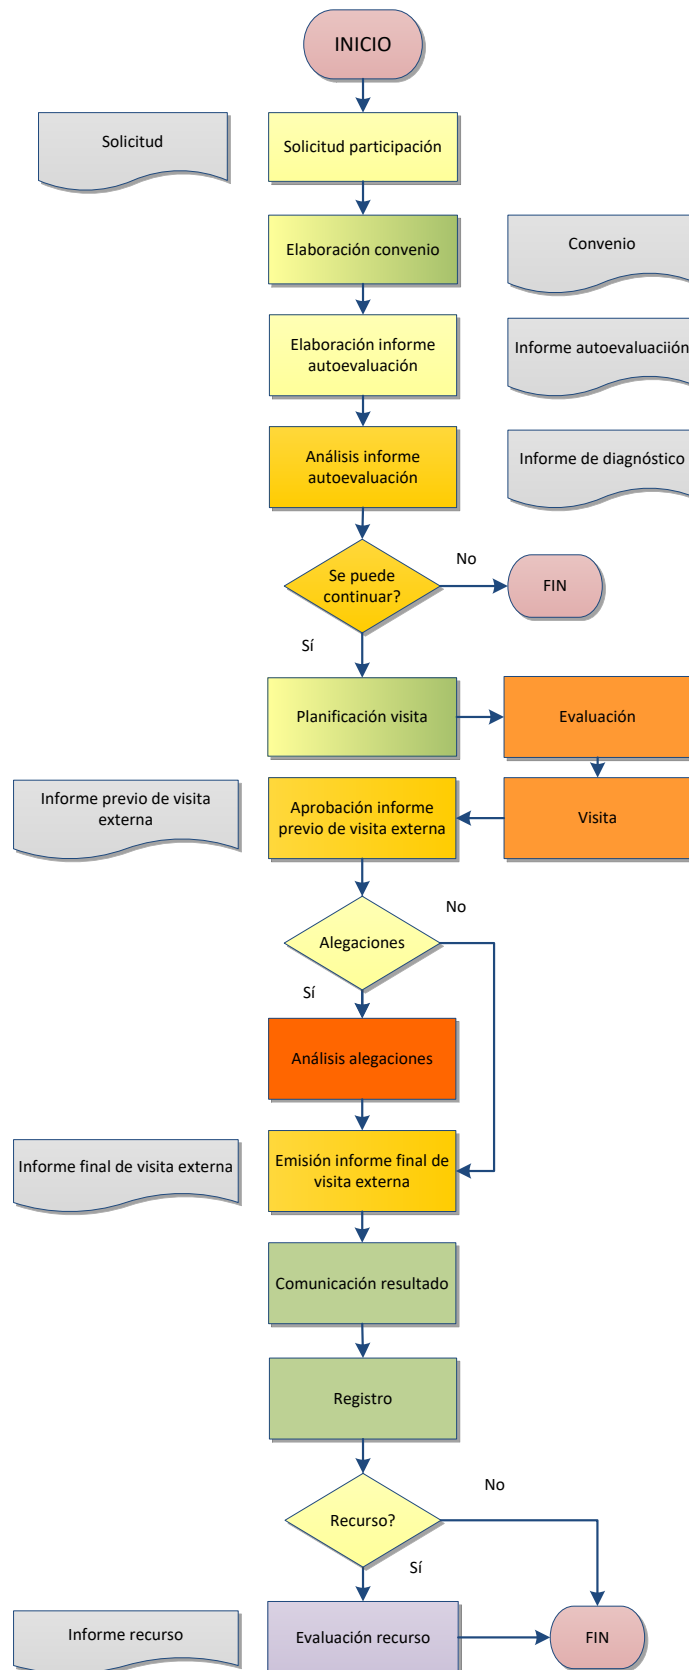 INICIO
Solicitud
Solicitud participación
Elaboración convenio
Convenio
Elaboración informe
autoevaluación
Informe autoevaluaciión
Análisis informe
autoevaluación
Informe de diagnóstico
Se puede
continuar?
No
FIN
Sí
Planificación visita
Evaluación
Informe previo de visita
externa
Aprobación informe
previo de visita externa
Visita
No
Alegaciones
Sí
Análisis alegaciones
Informe final de visita externa
Emisión informe final de
visita externa
Comunicación resultado
Registro
No
Recurso?
Sí
Informe recurso
Evaluación recurso
FIN